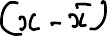 (x - x̄)